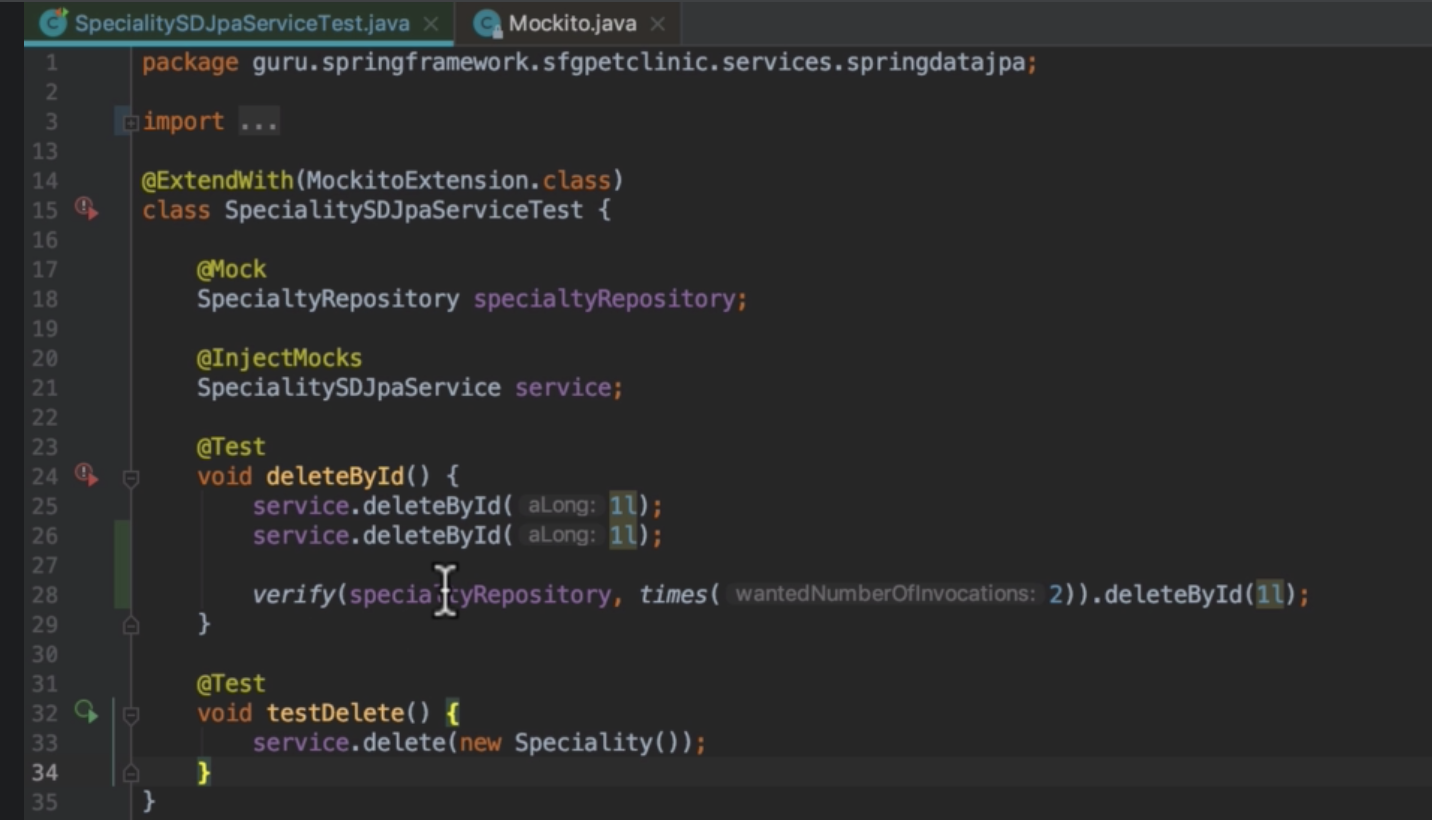 SpecialitySDJpaServiceTest.java × Mockito.java ×
1 package guru.springframework.sfgpetclinic.services.springdatajpa;
2
3 import ...
13
14 @ExtendWith(MockitoExtension.class)
15 class SpecialitySDJpaServiceTest {
16
17 @Mock
18 SpecialtyRepository specialtyRepository;
19
20 @InjectMocks
21 SpecialitySDJpaService service;
22
23 @Test
24 void deleteById() {
25 service.deleteById( aLong: 1l);
26 service.deleteById( aLong: 1l);
27
28 verify(specialtyRepository, times( wantedNumberOfInvocations: 2)).deleteById(1l);
29 }
30
31 @Test
32 void testDelete() {
33 service.delete(new Speciality());
34 }
35 }